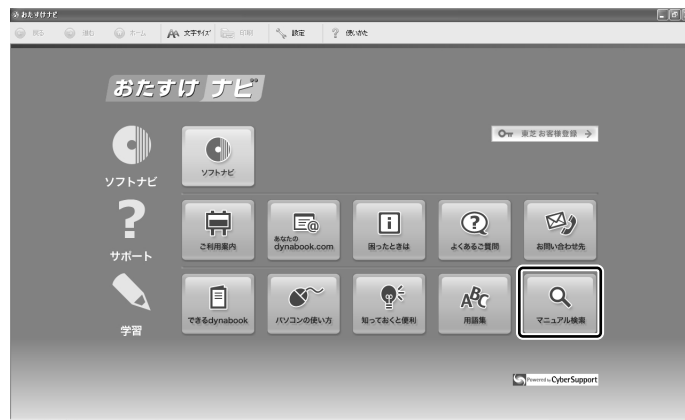 おたすけナビ
戻る 進む ホーム 文字サイズ 印刷 設定 使いかた
おたすけ ナビ
東芝お客様登録
ソフトナビ
ソフトナビ
サポート
ご利用案内
あなたの
dynabook.com
困ったときは
よくあるご質問
お問い合わせ先
学習
できるdynabook
パソコンの使い方
知っておくと便利
ABC
用語集
マニュアル検索
Powered by CyberSupport